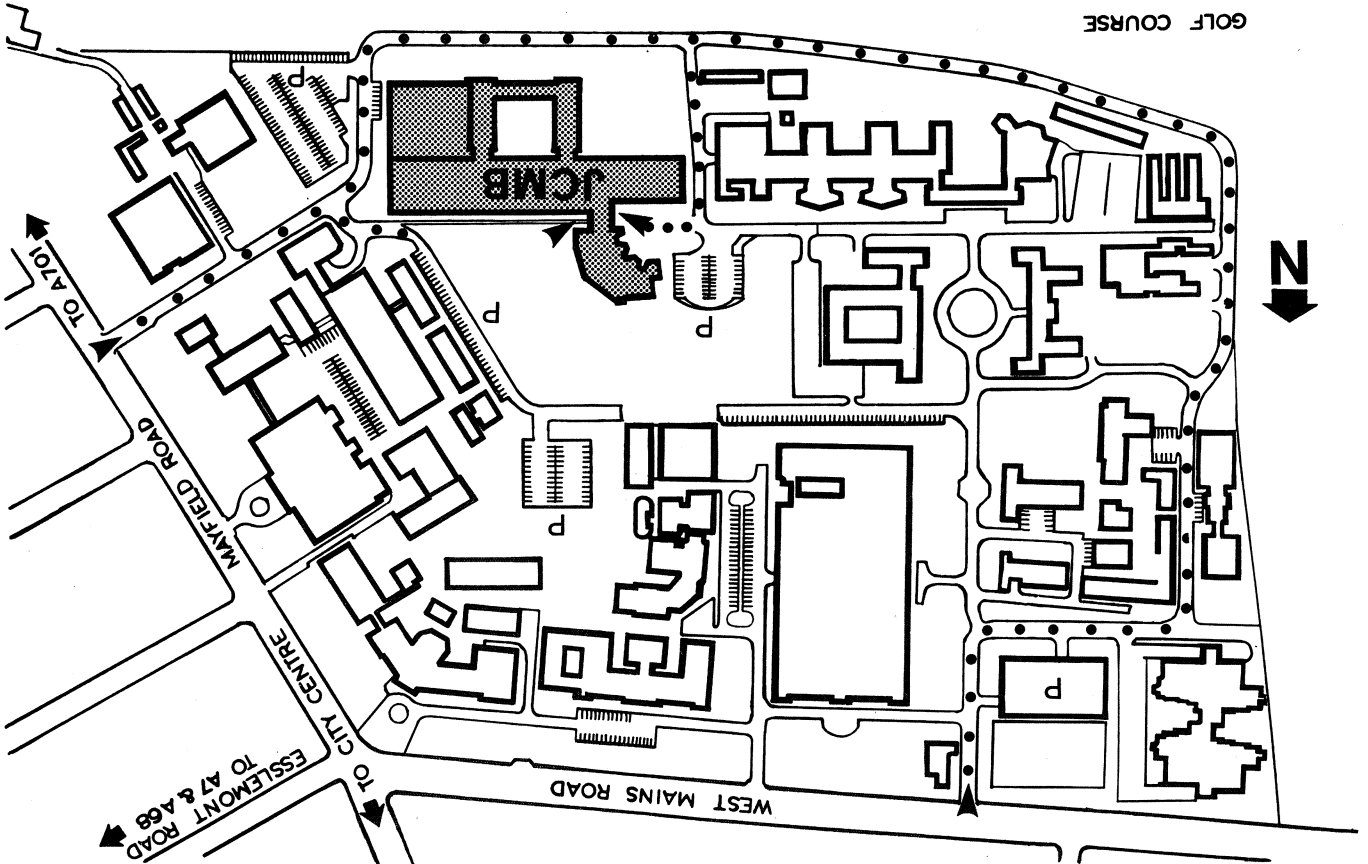 ESSLEMONT ROAD
TO A7 & A68
WEST MAINS ROAD
TO CITY CENTRE
P
P
MAYFIELD ROAD
P
P
TO A701
N
JCMB
P
GOLF COURSE